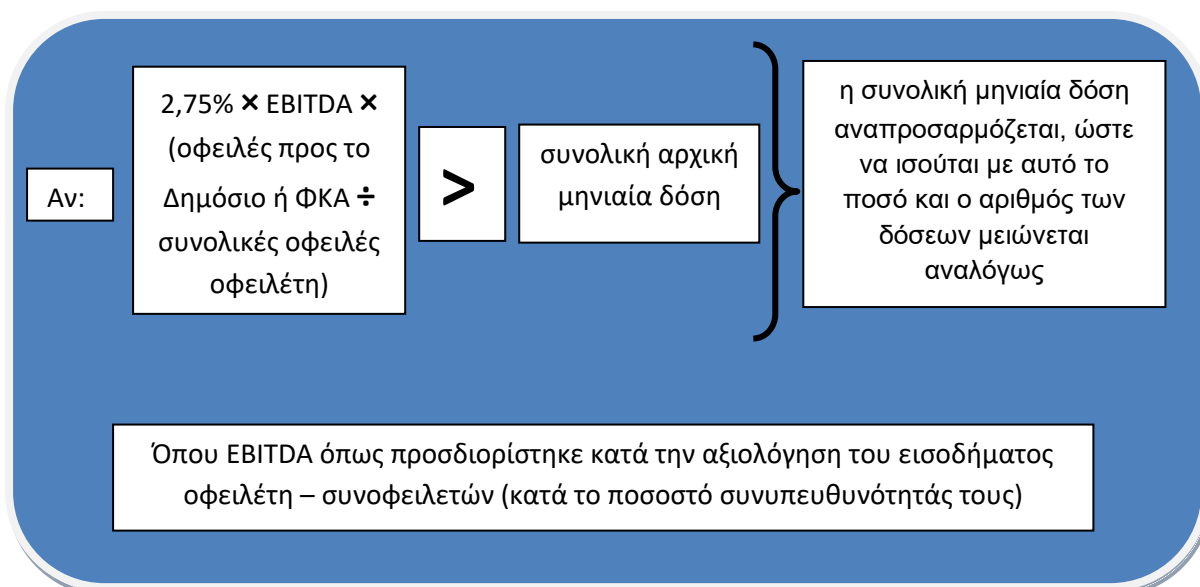 Αν:
2,75% × EBITDA ×
(οφειλές προς το
Δημόσιο ή ΦΚΑ ÷
συνολικές οφειλές
οφειλέτη)
>
συνολική αρχική
μηνιαία δόση
η συνολική μηνιαία δόση
αναπροσαρμόζεται, ώστε
να ισούται με αυτό το
ποσό και ο αριθμός των
δόσεων μειώνεται
αναλόγως
Όπου EBITDA όπως προσδιορίστηκε κατά την αξιολόγηση του εισοδήματος
οφειλέτη – συνοφειλετών (κατά το ποσοστό συνυπευθυνότητάς τους)